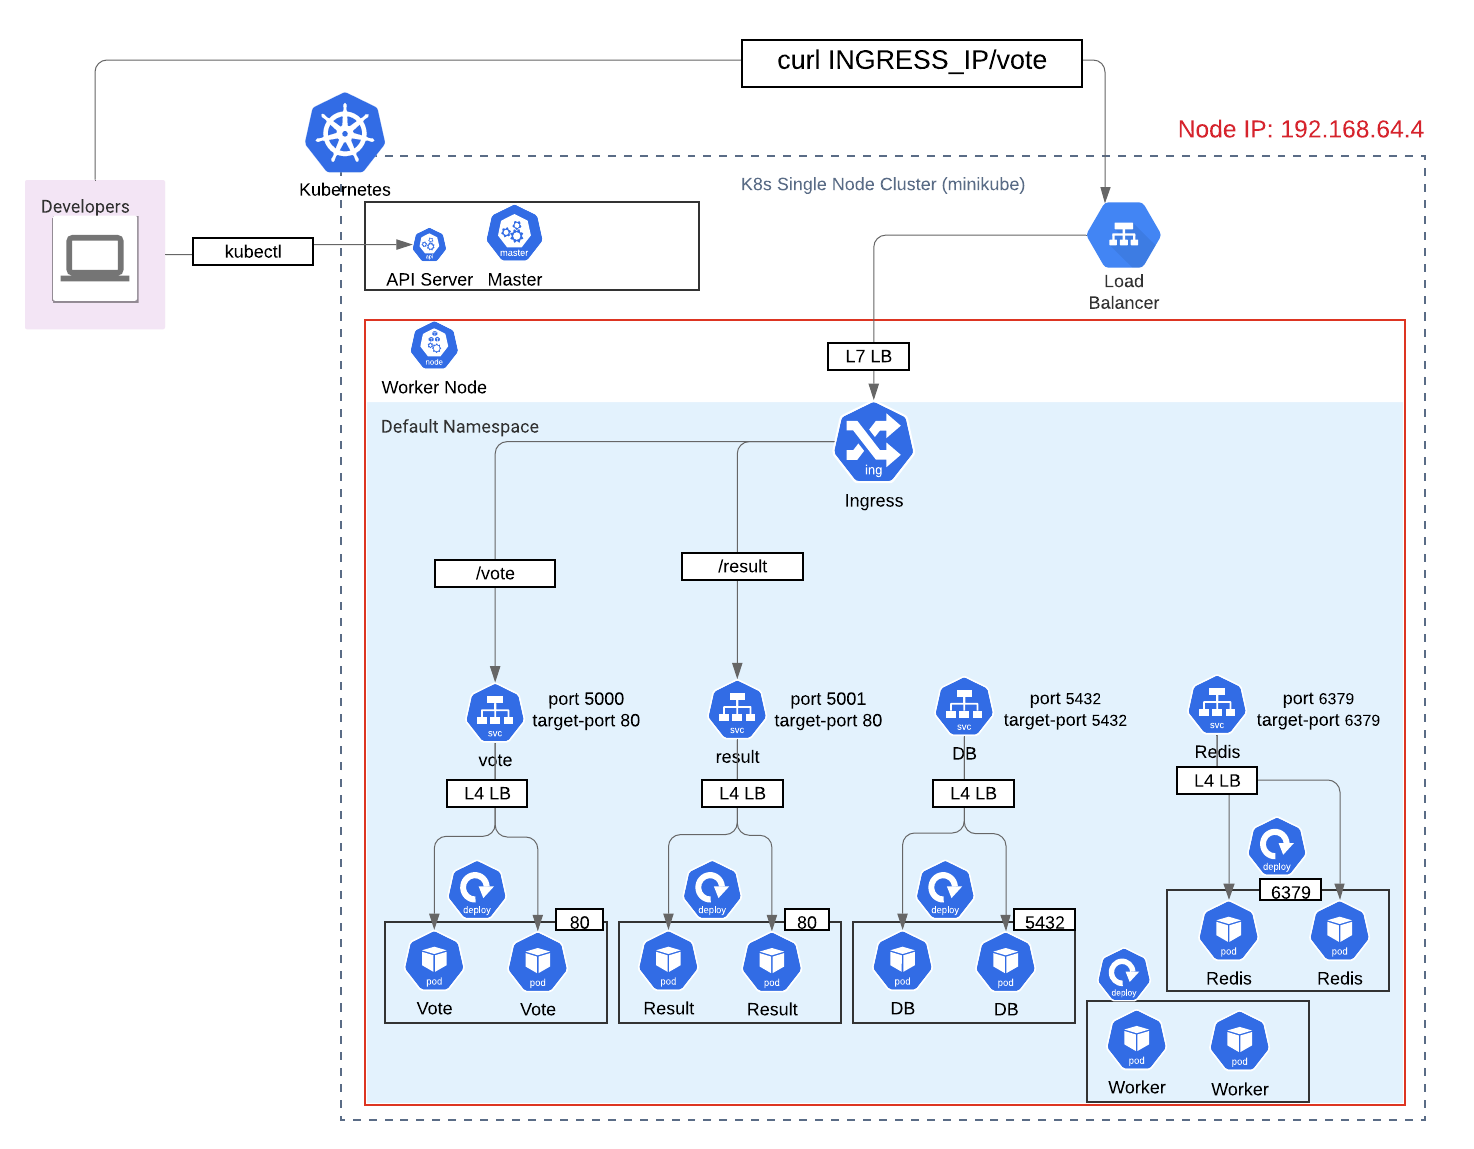 curl INGRESS_IP/vote
Node IP: 192.168.64.4
Kubernetes
K8s Single Node Cluster (minikube)
Developers
kubectl
api
API Server
master
Master
Load
Balancer
node
Worker Node
L7 LB
Default Namespace
ing
Ingress
/vote
/result
svc
vote
port 5000
target-port 80
svc
result
port 5001
target-port 80
svc
DB
port 5432
target-port 5432
svc
Redis
port 6379
target-port 6379
L4 LB
L4 LB
L4 LB
L4 LB
deploy
80
pod
Vote
pod
Vote
deploy
80
pod
Result
pod
Result
deploy
5432
pod
DB
pod
DB
deploy
6379
pod
Redis
pod
Redis
deploy
pod
Worker
pod
Worker